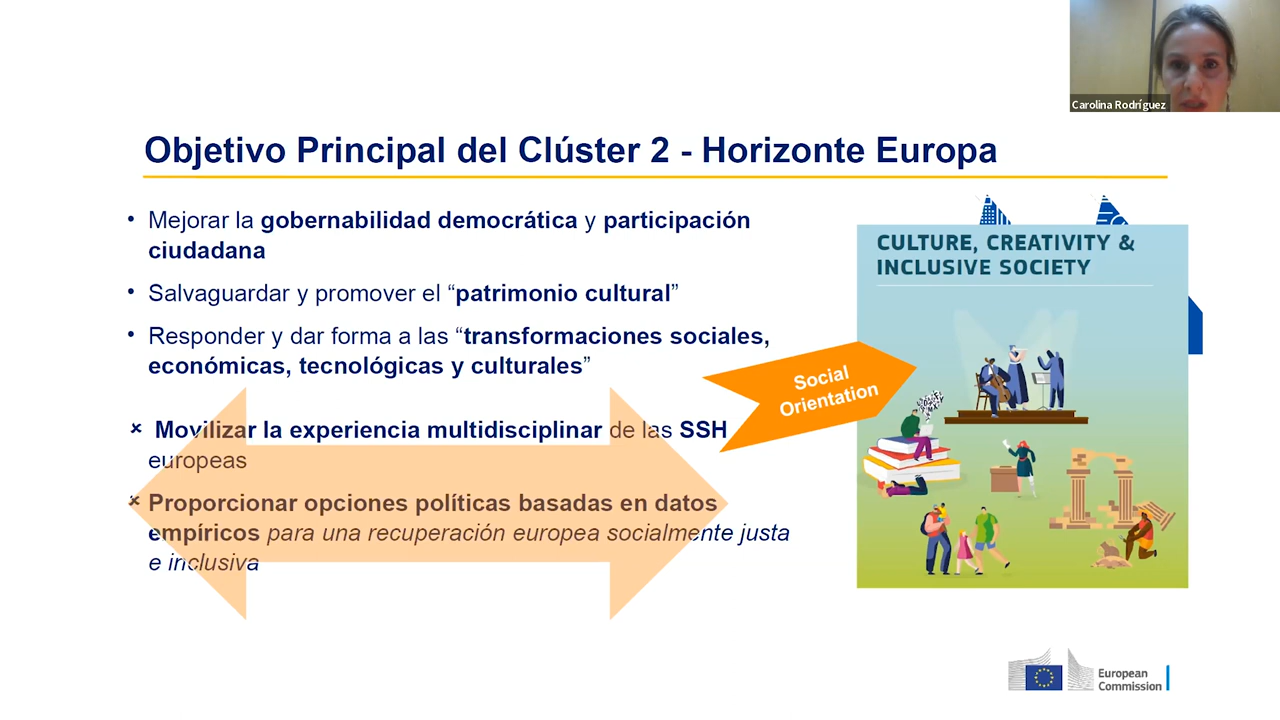 Carolina Rodríguez
Objetivo Principal del Clúster 2 - Horizonte Europa
• Mejorar la gobernabilidad democrática y participación
ciudadana
• Salvaguardar y promover el “patrimonio cultural”
• Responder y dar forma a las “transformaciones sociales,
económicas, tecnológicas y culturales”
Movilizar la experiencia multidisciplinar de las SSH
europeas
Proporcionar opciones políticas basadas en datos
empíricos para una recuperación europea socialmente justa
e inclusiva
Social
Orientation
CULTURE, CREATIVITY &
INCLUSIVE SOCIETY
European
Commission